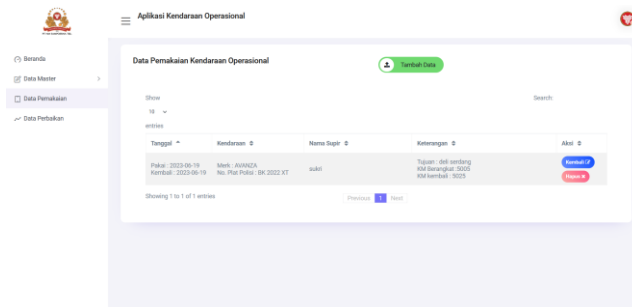 Aplikasi Kendaraan Operasional
Beranda
Data Master
Data Pemakaian
Data Perbaikan
Data Pemakaian Kendaraan Operasional
Tambah Data
Show
10
entries
Search:
Tanggal Kendaraan Nama Supir Keterangan Aksi
Pakai : 2023-06-19 Merk : AVANZA sukri Tujuan : deli serdang Kembali
Kembali : 2023-06-19 No. Plat Polisi : BK 2022 XT KM Berangkat :5005 Hapus
KM kembali : 5025
Showing 1 to 1 of 1 entries
Previous 1 Next